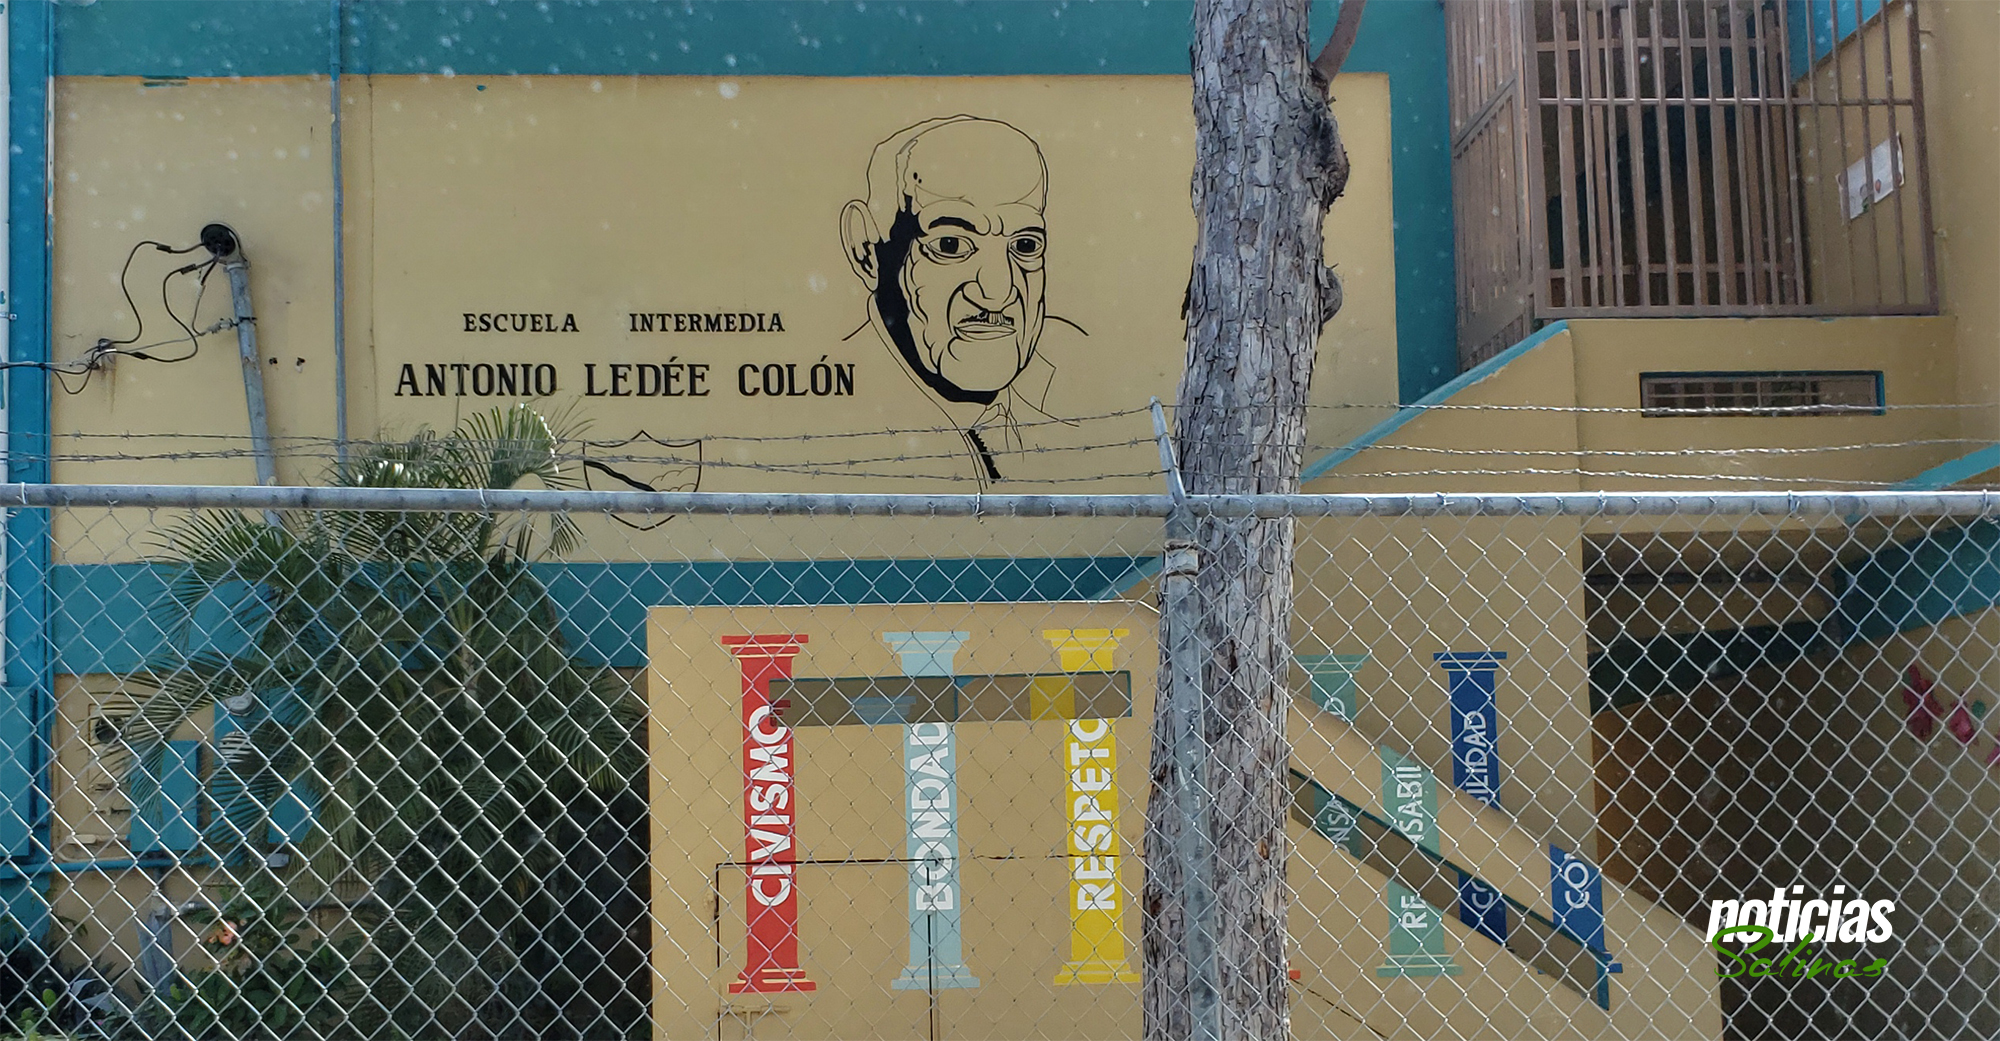 ESCUELA INTERMEDIA
ANTONIO LEDÉE COLÓN
CIVISMO
BONDAD
RESPETO
noticias
Salinas